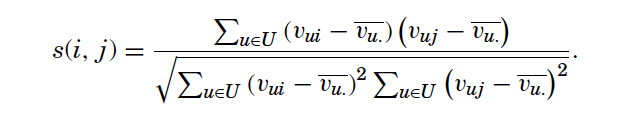 s(i, j) = \frac{\sum_{u \in U} (v_{ui} - \overline{v_{u.}}) (v_{uj} - \overline{v_{u.}})}{\sqrt{\sum_{u \in U} (v_{ui} - \overline{v_{u.}})^2 \sum_{u \in U} (v_{uj} - \overline{v_{u.}})^2}}.